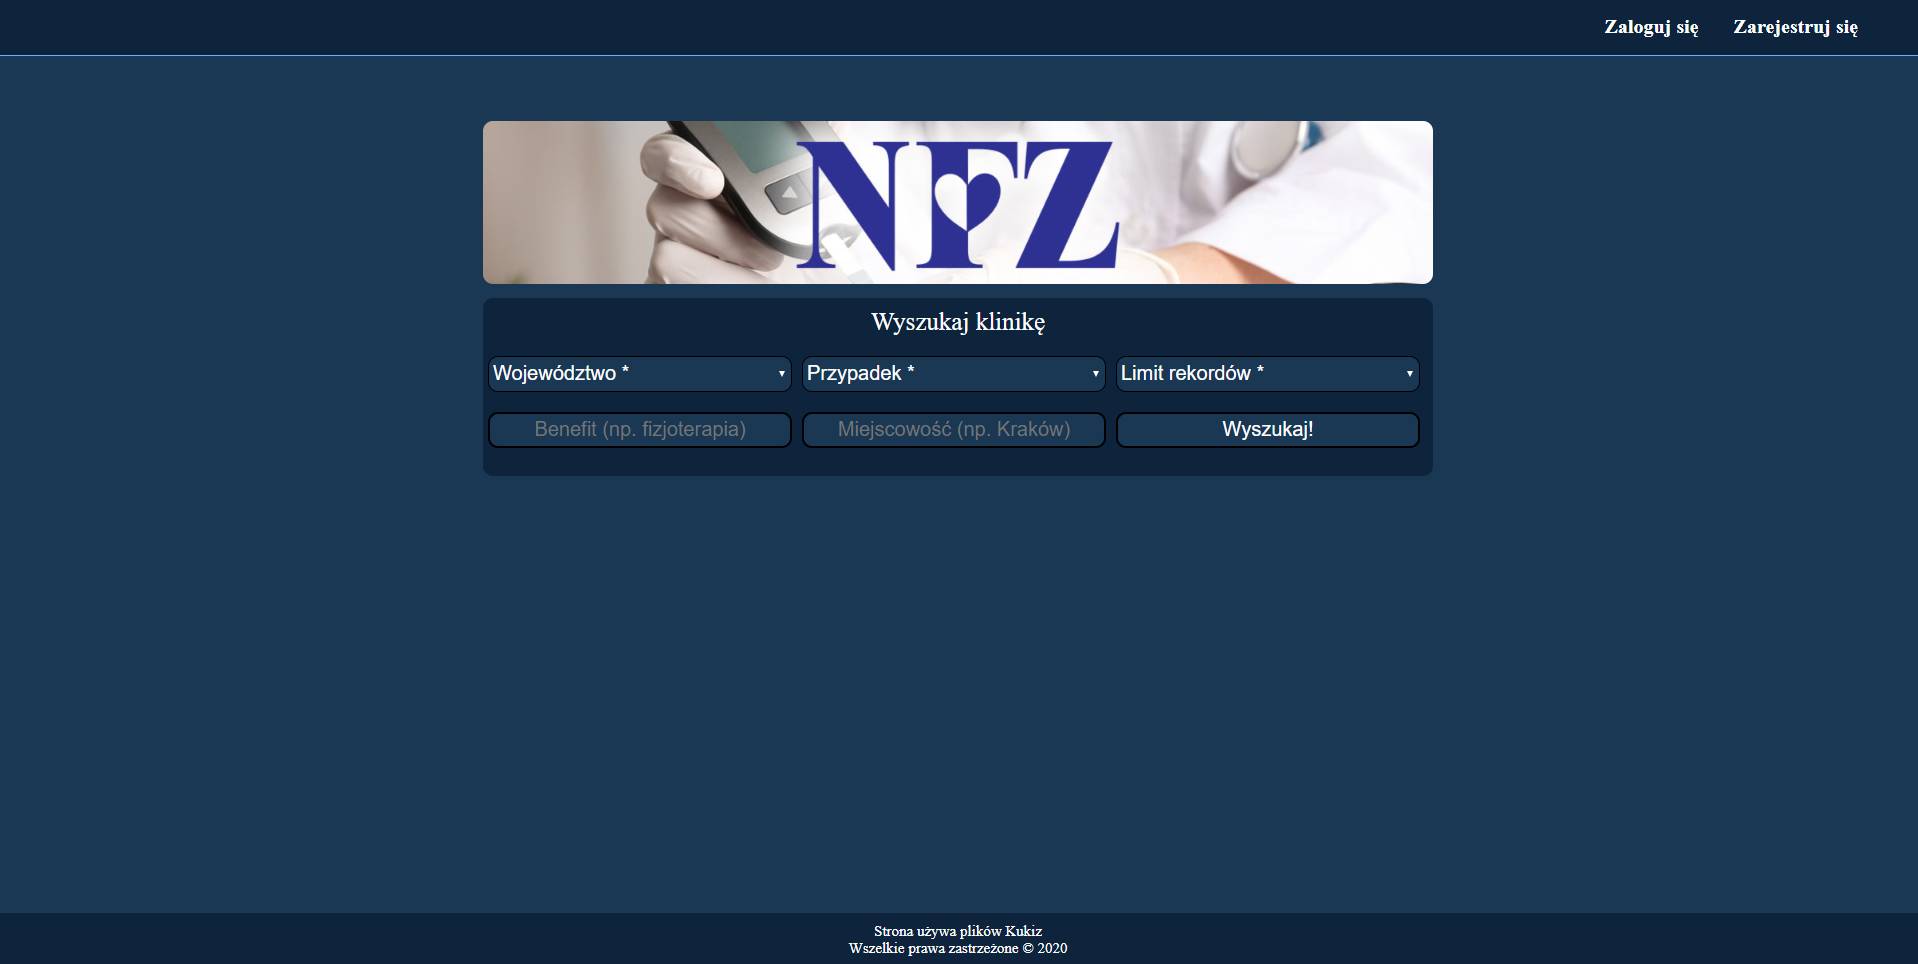 Zaloguj się Zarejestruj się
NFZ
Wyszukaj klinikę
Województwo * Przypadek * Limit rekordów *
Benefit (np. fizjoterapia) Miejscowość (np. Kraków) Wyszukaj!
Strona używa plików Kukiz
Wszelkie prawa zastrzeżone © 2020